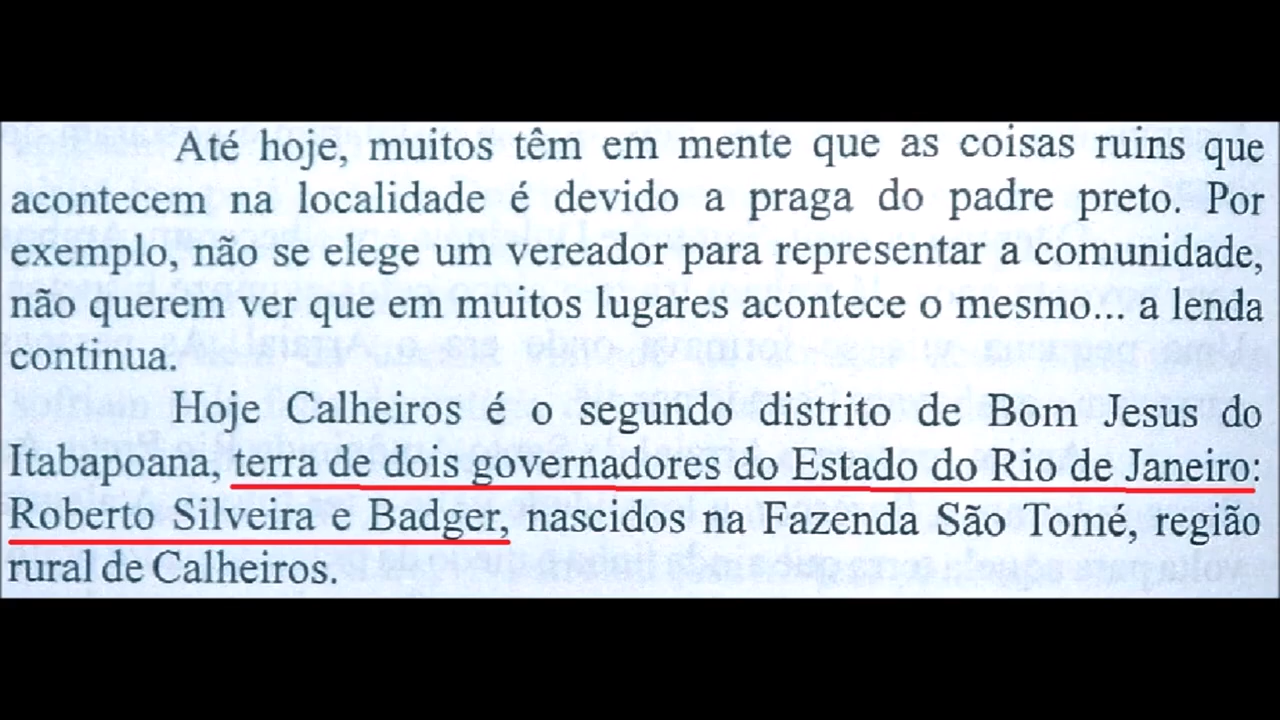 Até hoje, muitos têm em mente que as coisas ruins que
acontecem na localidade é devido a praga do padre preto. Por
exemplo, não se elege um vereador para representar a comunidade,
não querem ver que em muitos lugares acontece o mesmo... a lenda
continua.
Hoje Calheiros é o segundo distrito de Bom Jesus do
Itabapoana, terra de dois governadores do Estado do Rio de Janeiro:
Roberto Silveira e Badger, nascidos na Fazenda São Tomé, região
rural de Calheiros.